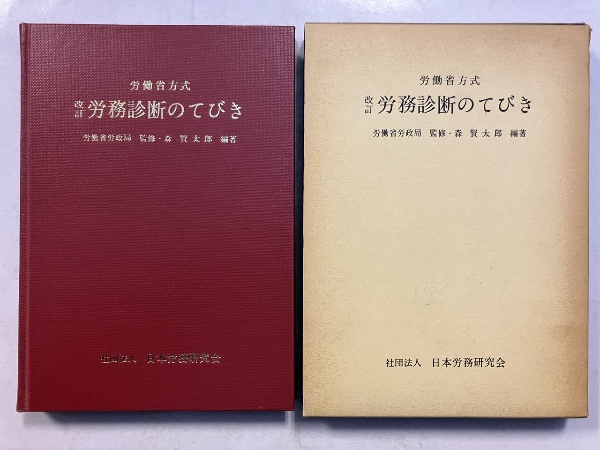 労働省方式
改訂 労務診断のてびき
労働省労政局 監修・森 賢太郎 編著
社団法人 日本労務研究会
労働省方式
改訂 労務診断のてびき
労働省労政局 監修・森 賢太郎 編著
社団法人 日本労務研究会